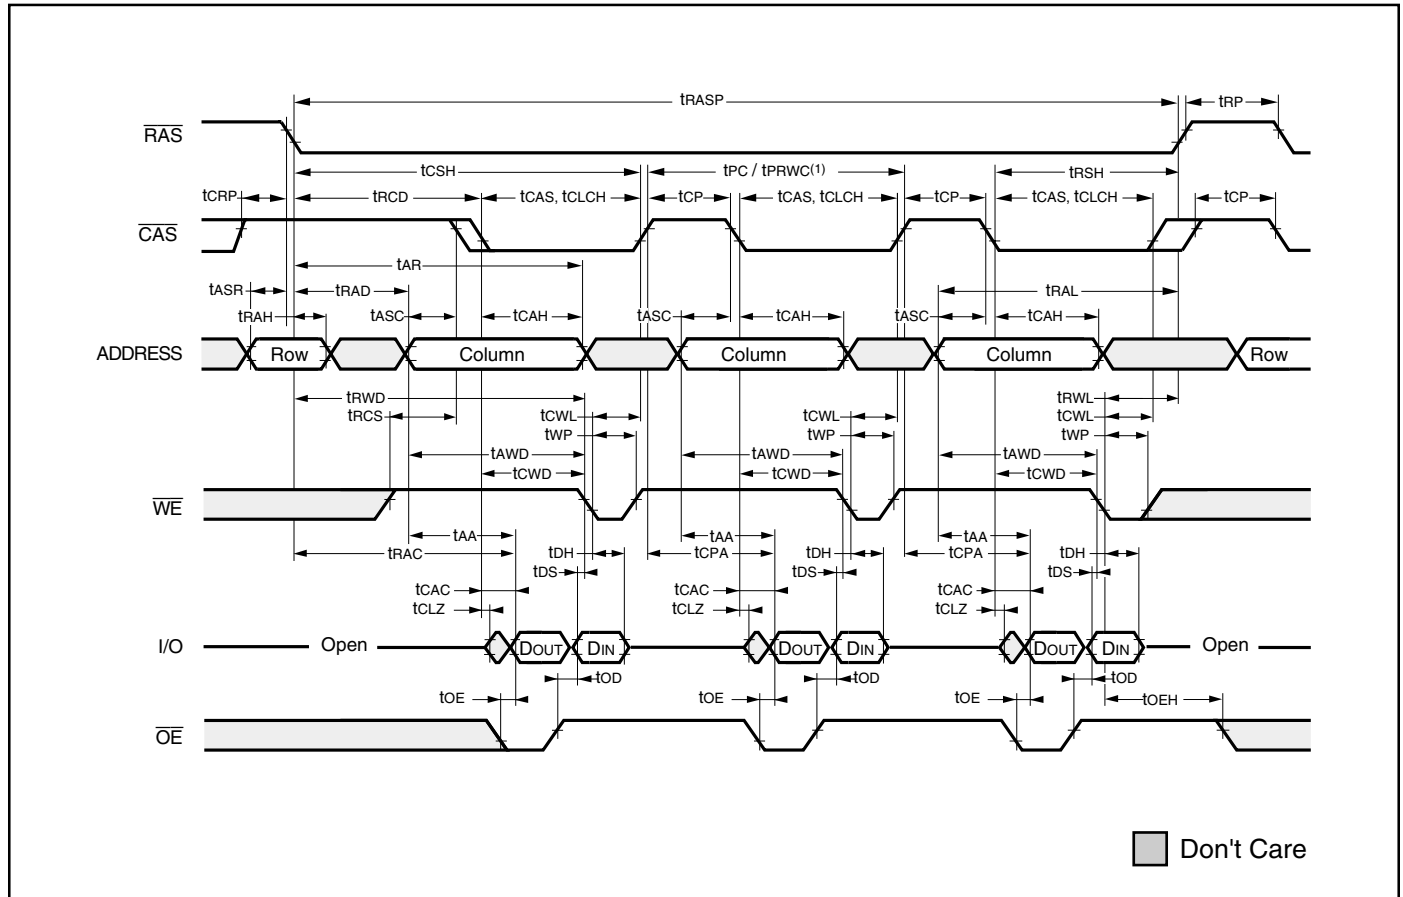 tRASP tRP
RAS
tCSH tPC / tPRWC(1) tRSH
tCRP tRCD tCAS, tCLCH tCP tCAS, tCLCH tCP tCAS, tCLCH tCP
CAS
tAR
tASR tRAD tRAL
tRAH tASC tCAH tASC tCAH tASC tCAH
ADDRESS Row Column Column Column Row
tRWD tRWL
tRCS tCWL tCWL tCWL
tWP tWP tWP
tAWD tAWD tAWD
tCWD tCWD tCWD
WE
tAA tAA tAA
tRAC tDH tCPA tDH tCPA tDH
tDS tDS tDS
tCAC tCAC tCAC
tCLZ tCLZ tCLZ
I/O Open DOUT DIN DOUT DIN DOUT DIN Open
tOD tOD tOD
tOE tOE tOE tOEH
OE
Don't Care